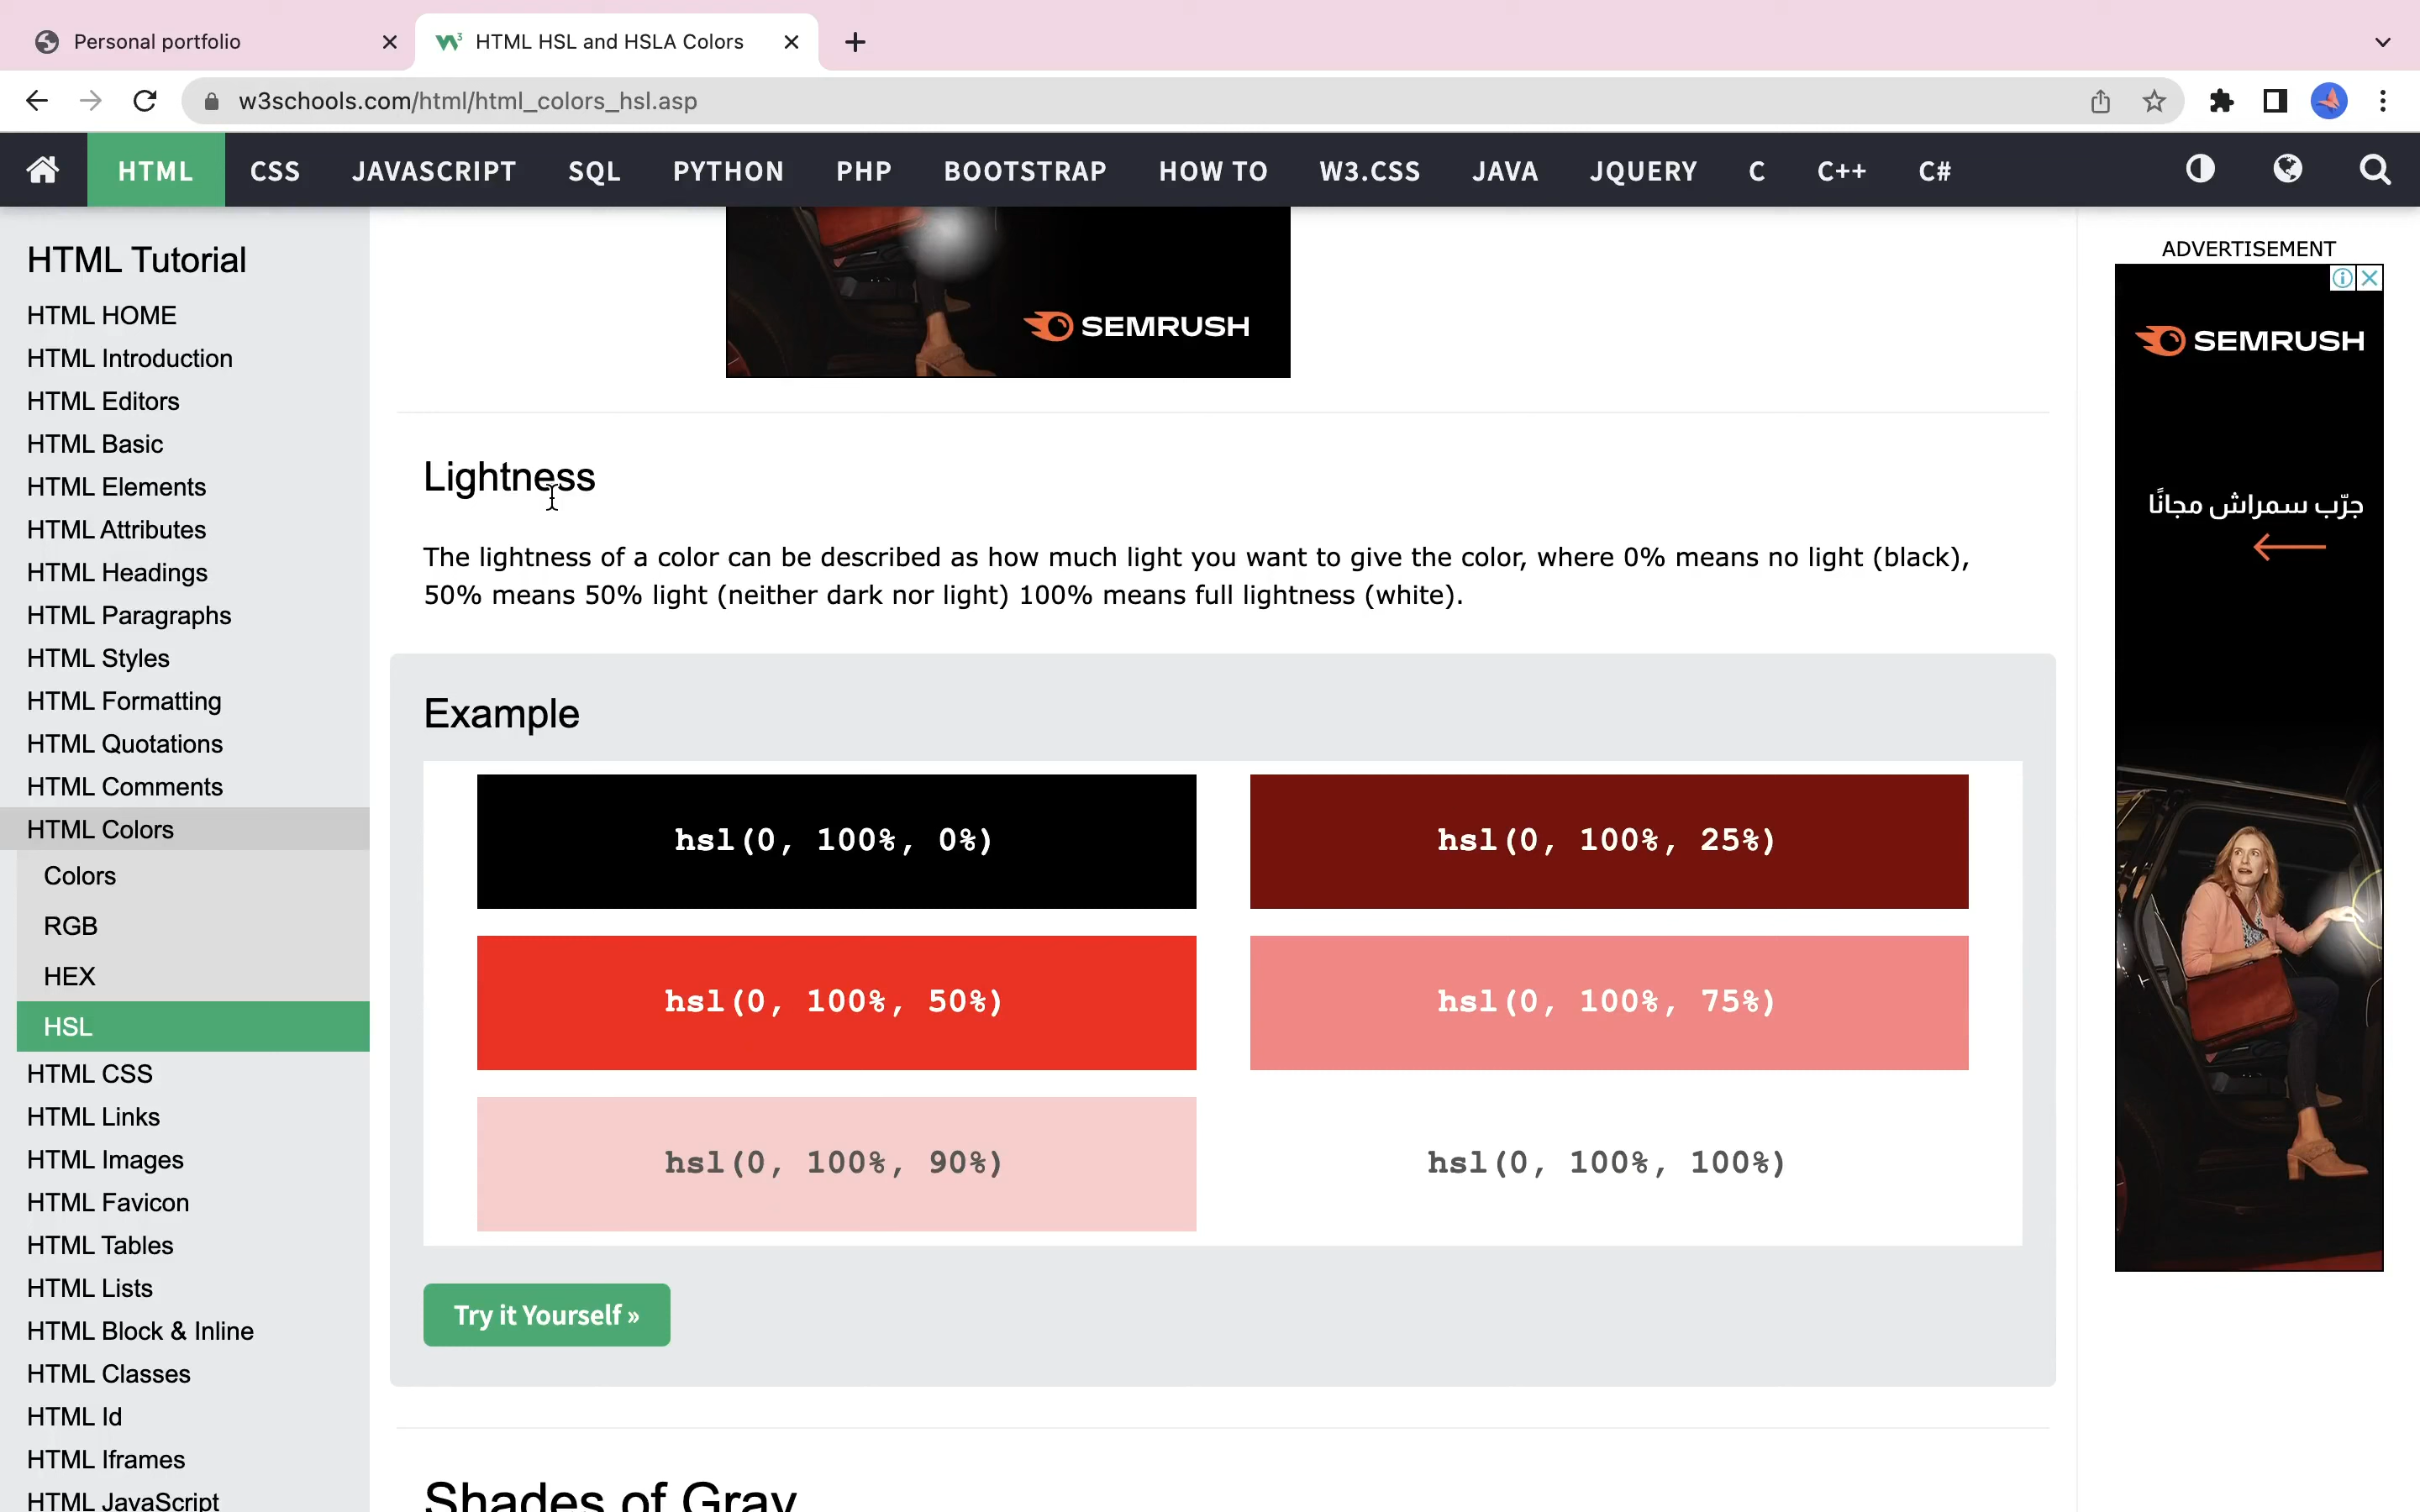 Personal portfolio
HTML HSL and HSLA Colors
w3schools.com/html/html_colors_hsl.asp
HTML CSS JAVASCRIPT SQL PYTHON PHP BOOTSTRAP HOW TO W3.CSS JAVA JQUERY C C++ C#
HTML Tutorial
HTML HOME
HTML Introduction
HTML Editors
HTML Basic
HTML Elements
HTML Attributes
HTML Headings
HTML Paragraphs
HTML Styles
HTML Formatting
HTML Quotations
HTML Comments
HTML Colors
Colors
RGB
HEX
HSL
HTML CSS
HTML Links
HTML Images
HTML Favicon
HTML Tables
HTML Lists
HTML Block & Inline
HTML Classes
HTML Id
HTML Iframes
HTML JavaScript
SEMRUSH
Lightness
The lightness of a color can be described as how much light you want to give the color, where 0% means no light (black),
50% means 50% light (neither dark nor light) 100% means full lightness (white).
Example
hsl(0, 100%, 0%)
hsl(0, 100%, 25%)
hsl(0, 100%, 50%)
hsl(0, 100%, 75%)
hsl(0, 100%, 90%)
hsl(0, 100%, 100%)
Try it Yourself »
Shades of Gray
ADVERTISEMENT
SEMRUSH
جرّب سمراش مجانًا